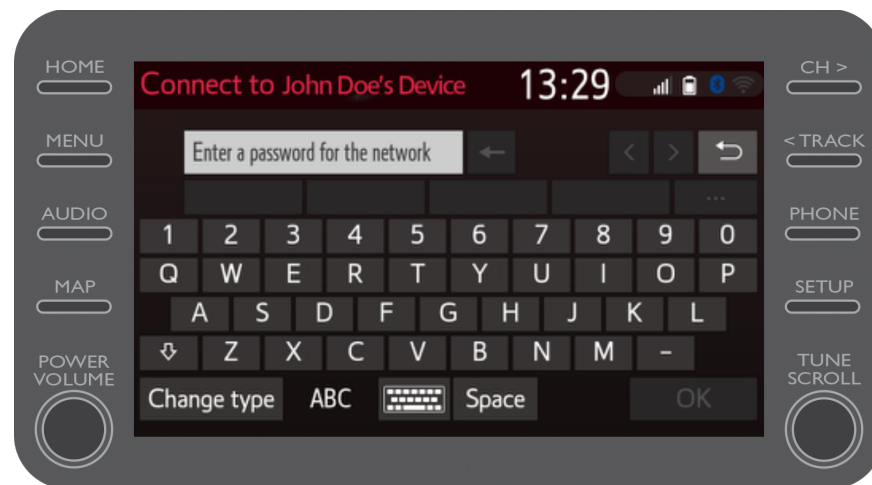 HOME
MENU
AUDIO
MAP
POWER
VOLUME
Connect to John Doe's Device 13:29
Enter a password for the network
...
1 2 3 4 5 6 7 8 9 0
Q W E R T Y U I O P
A S D F G H J K L
Z X C V B N M -
Change type ABC Space OK
CH >
< TRACK
PHONE
SETUP
TUNE
SCROLL